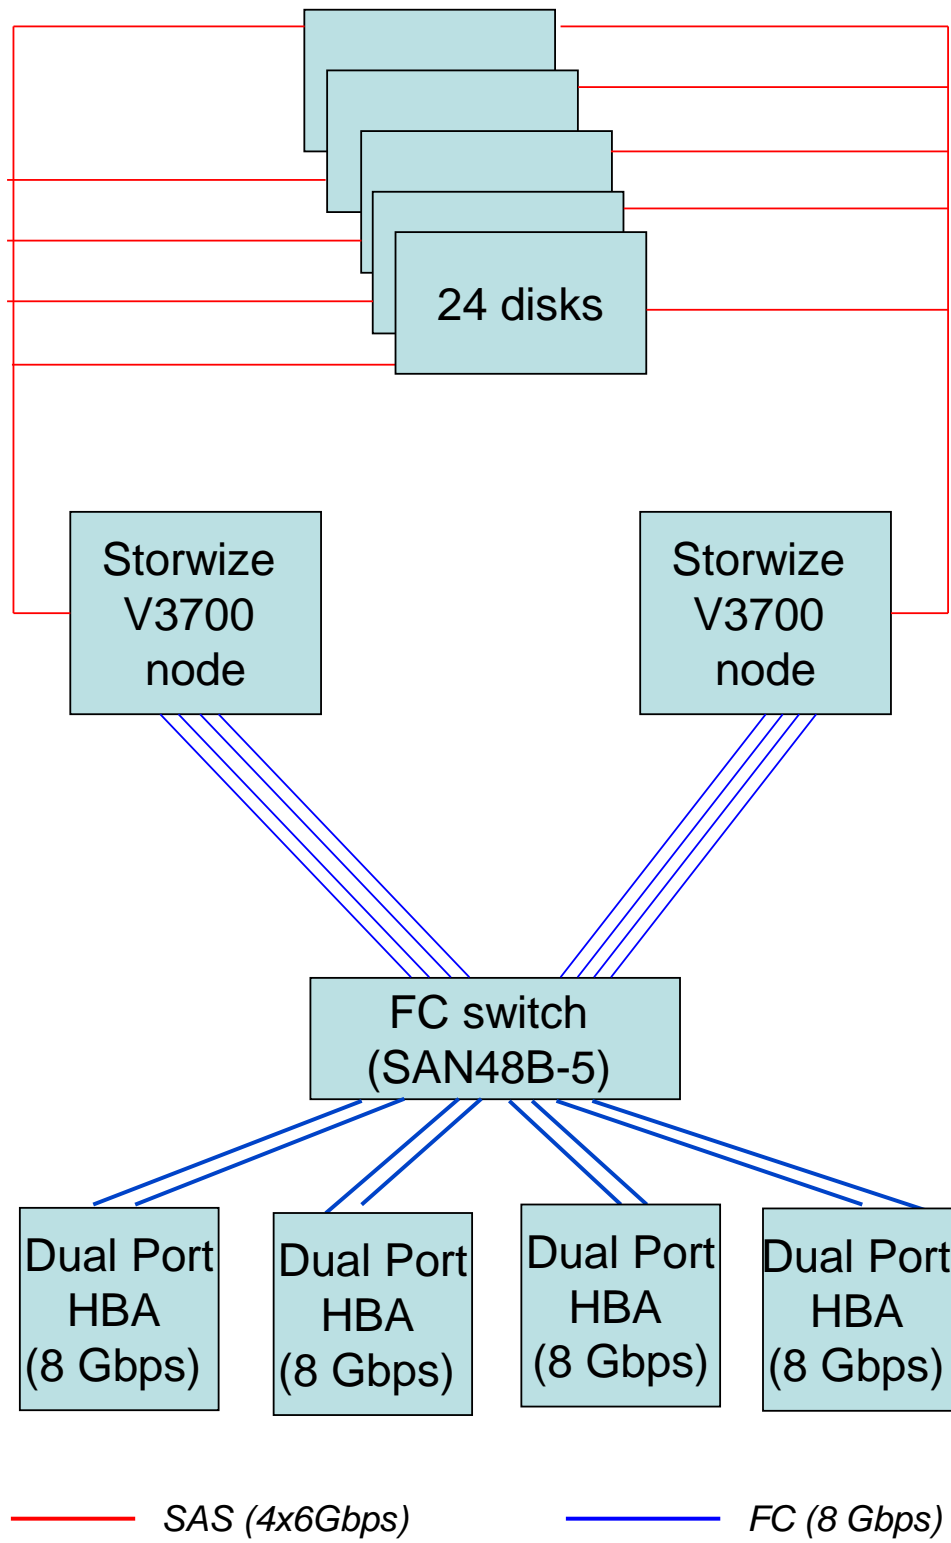 24 disks
Storwize
V3700
node
Storwize
V3700
node
FC switch
(SAN48B-5)
Dual Port
HBA
(8 Gbps)
Dual Port
HBA
(8 Gbps)
Dual Port
HBA
(8 Gbps)
Dual Port
HBA
(8 Gbps)
SAS (4x6Gbps)
FC (8 Gbps)